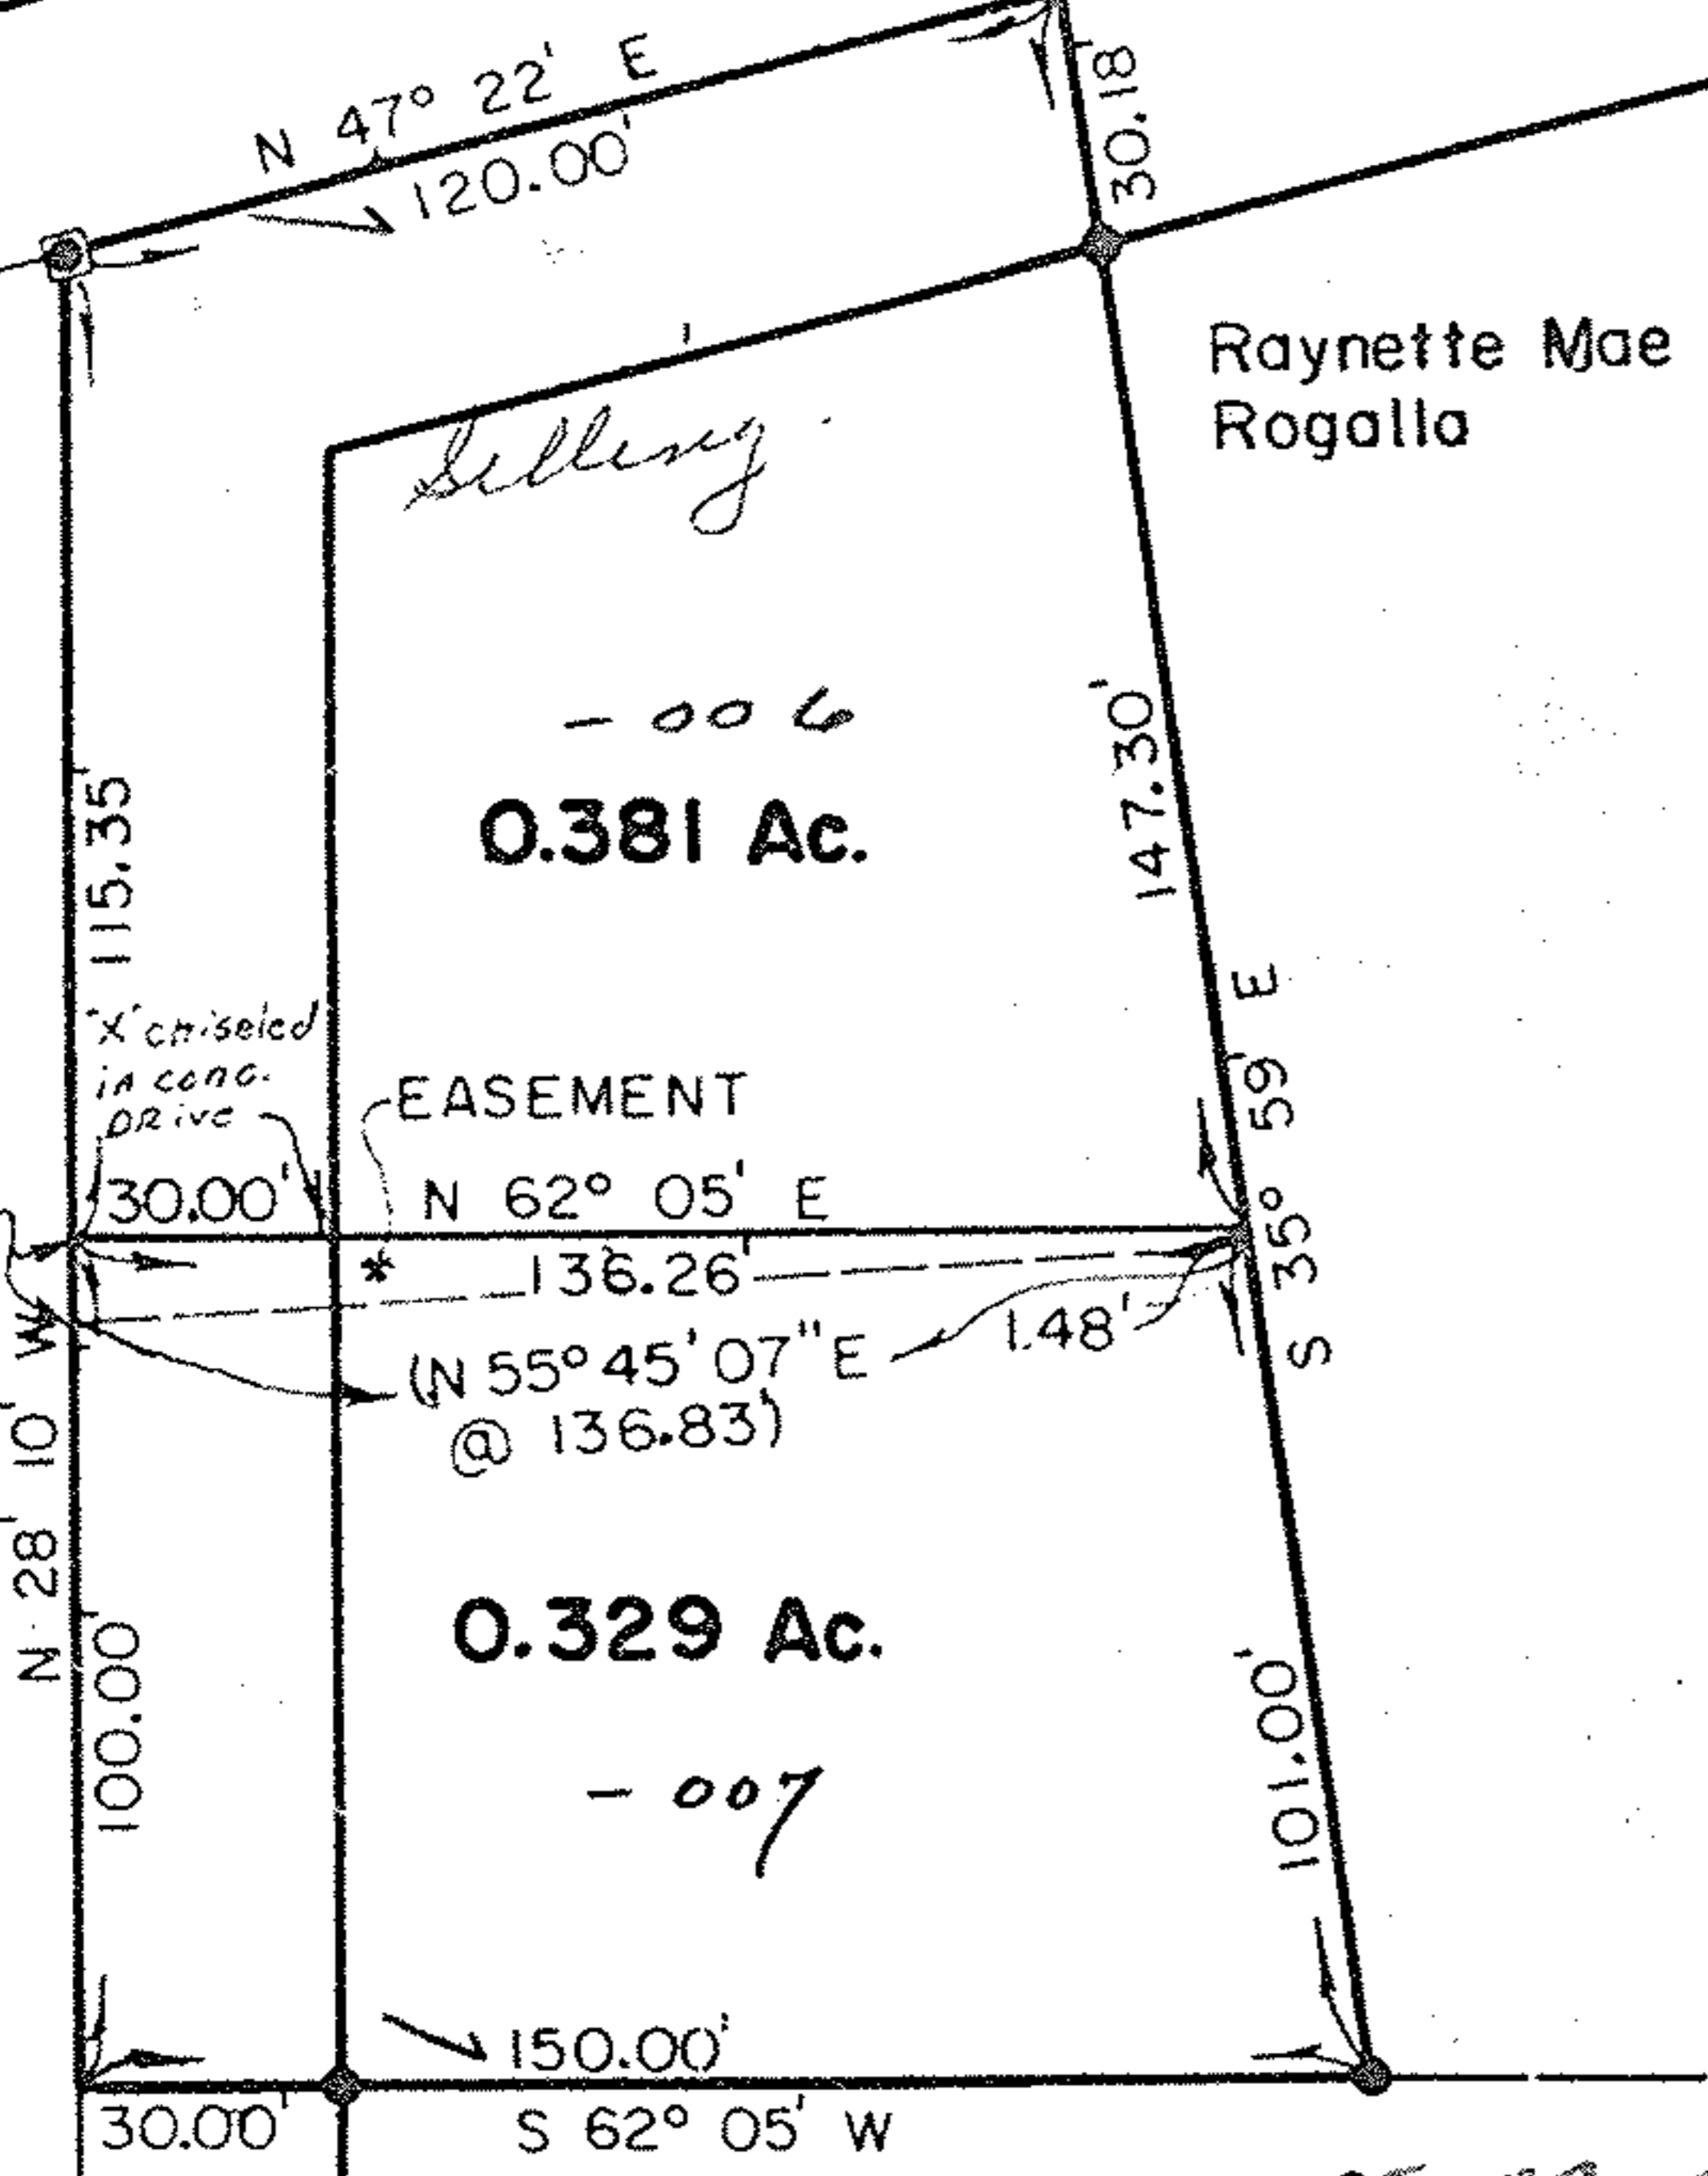 N 47° 22' E
120.00'
30.18'
Raynette Mae
Rogalla
Selling
- 006
0.381 Ac.
147.30'
115.35'
"X" chiseled
in conc.
DRive
EASEMENT
30.00'
N 62° 05' E
*
136.26'
1.48'
(N 55° 45' 07" E
@ 136.83')
S 35° 59' E
N 28° 10' W
0.329 Ac.
100.00'
101.00'
- 007
150.00'
30.00'
S 62° 05' W